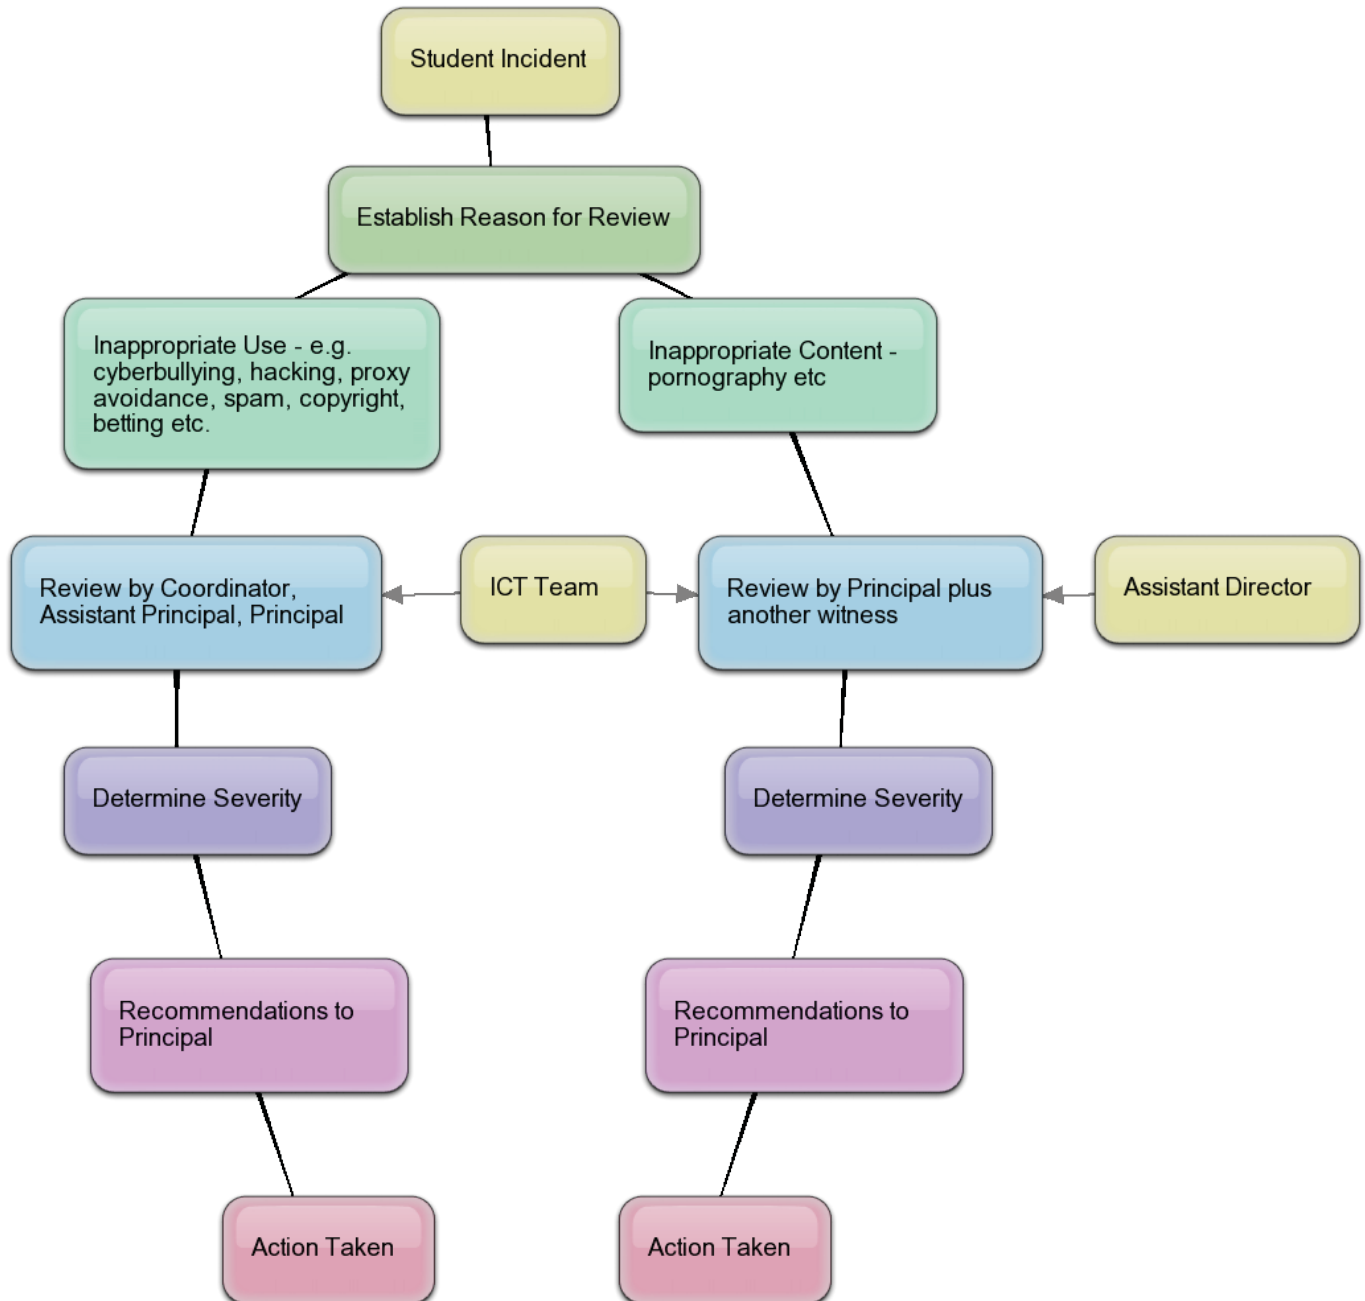 Student Incident
Establish Reason for Review
Inappropriate Use - e.g.
cyberbullying, hacking, proxy
avoidance, spam, copyright,
betting etc.
Inappropriate Content -
pornography etc
Review by Coordinator,
Assistant Principal, Principal
ICT Team
Review by Principal plus
another witness
Assistant Director
Determine Severity
Determine Severity
Recommendations to
Principal
Recommendations to
Principal
Action Taken
Action Taken